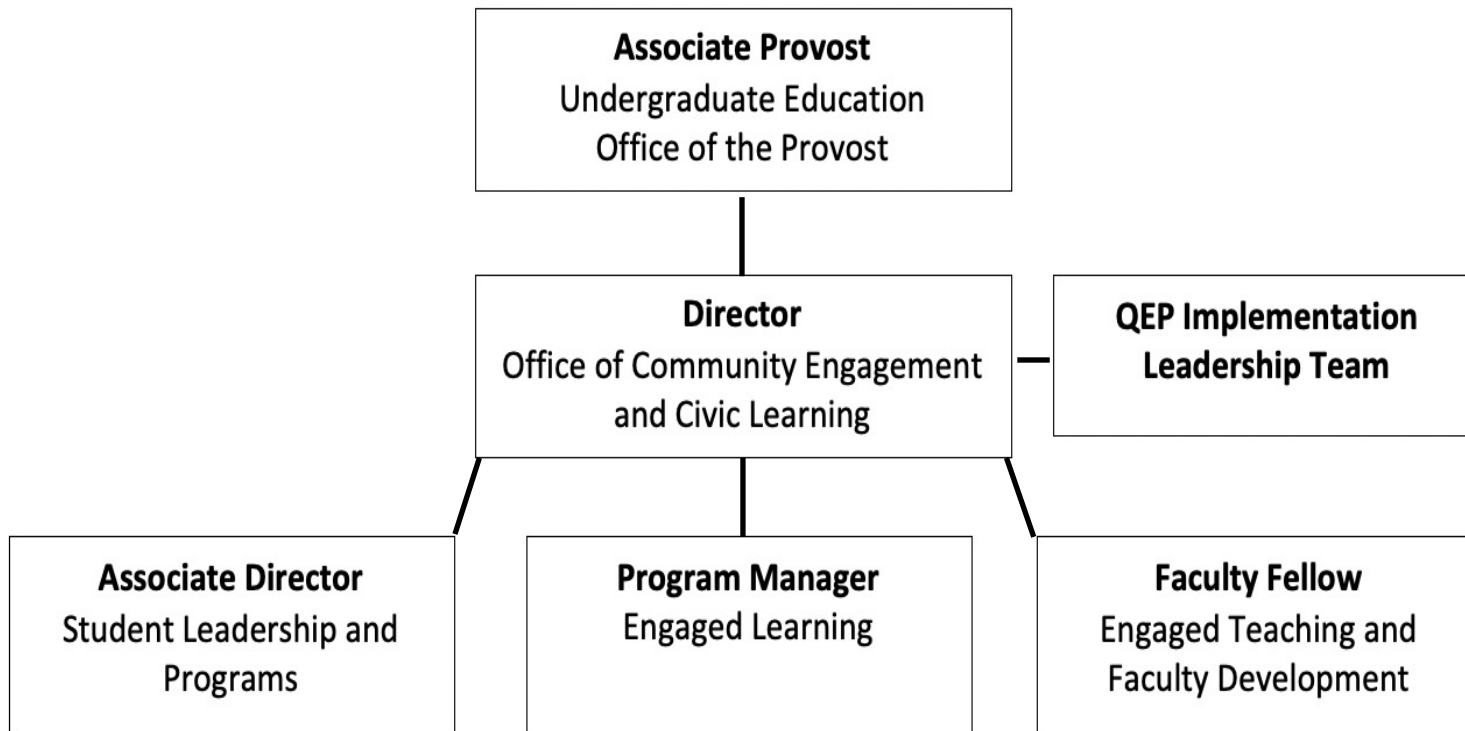 Associate Provost
Undergraduate Education
Office of the Provost
Director
Office of Community Engagement
and Civic Learning
QEP Implementation
Leadership Team
Associate Director
Student Leadership and
Programs
Program Manager
Engaged Learning
Faculty Fellow
Engaged Teaching and
Faculty Development